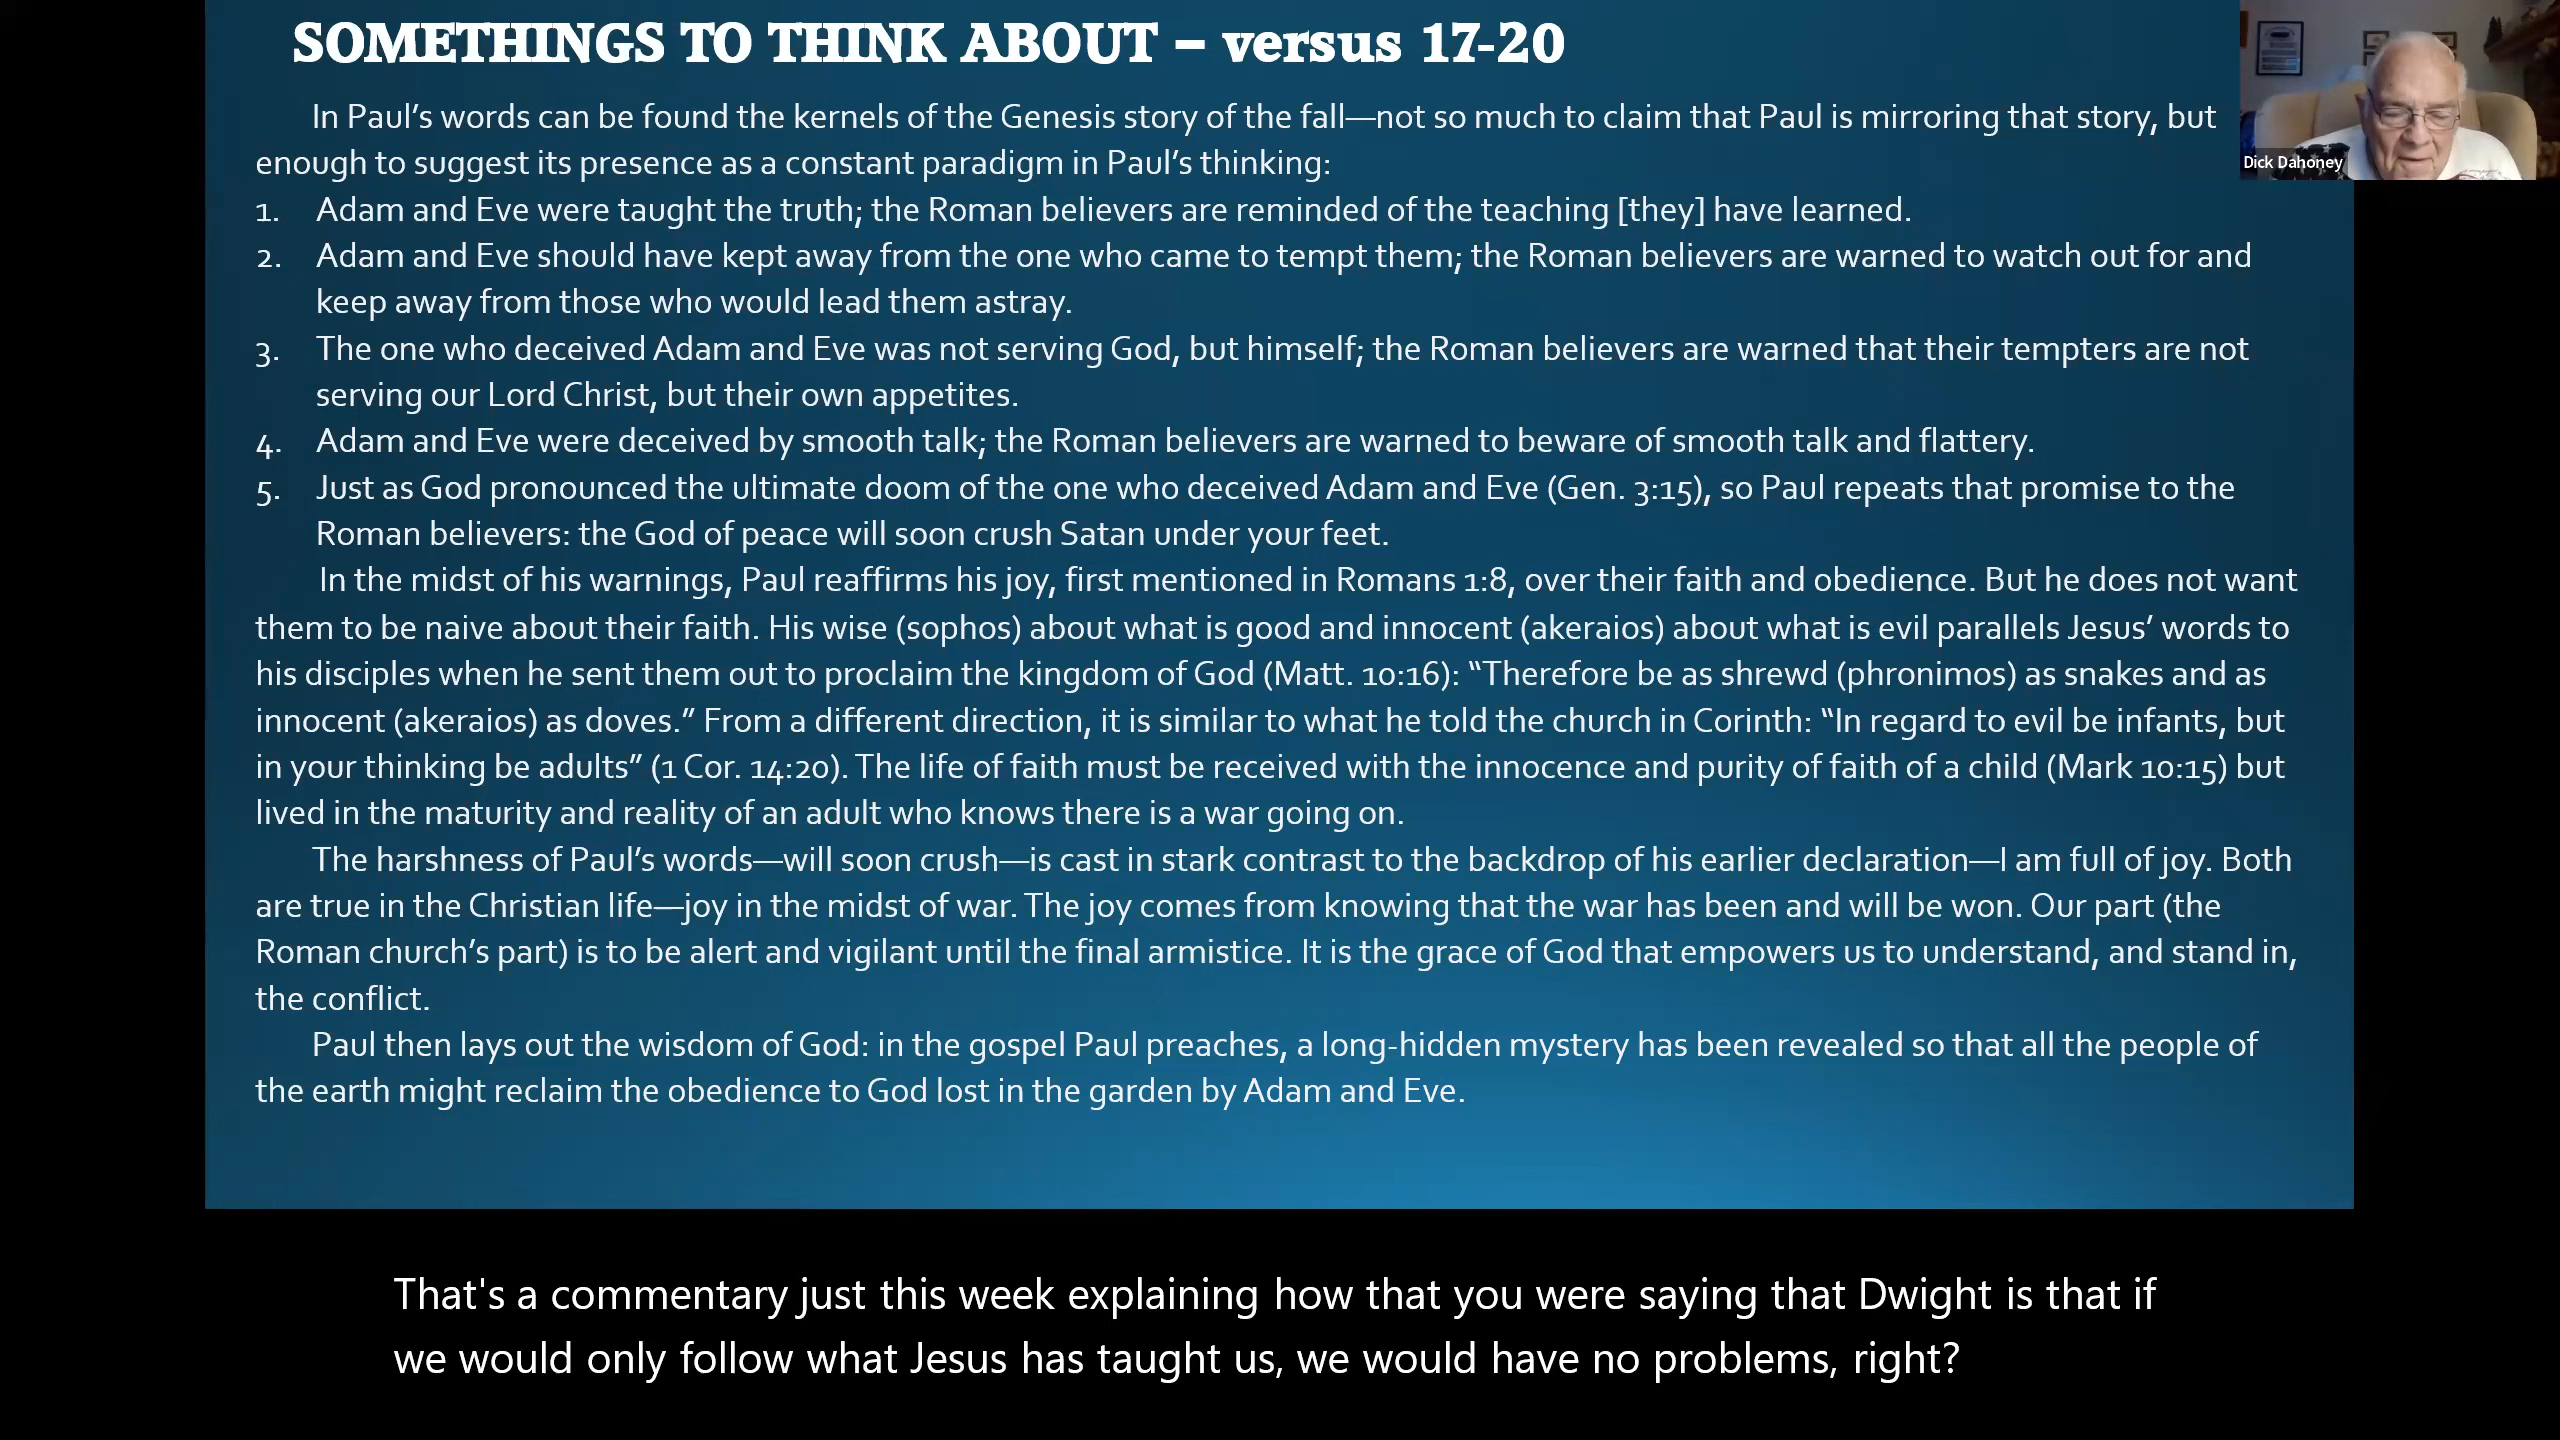 SOMETHINGS TO THINK ABOUT – versus 17-20
In Paul’s words can be found the kernels of the Genesis story of the fall—not so much to claim that Paul is mirroring that story, but
enough to suggest its presence as a constant paradigm in Paul’s thinking:
1. Adam and Eve were taught the truth; the Roman believers are reminded of the teaching [they] have learned.
2. Adam and Eve should have kept away from the one who came to tempt them; the Roman believers are warned to watch out for and
keep away from those who would lead them astray.
3. The one who deceived Adam and Eve was not serving God, but himself; the Roman believers are warned that their tempters are not
serving our Lord Christ, but their own appetites.
4. Adam and Eve were deceived by smooth talk; the Roman believers are warned to beware of smooth talk and flattery.
5. Just as God pronounced the ultimate doom of the one who deceived Adam and Eve (Gen. 3:15), so Paul repeats that promise to the
Roman believers: the God of peace will soon crush Satan under your feet.
In the midst of his warnings, Paul reaffirms his joy, first mentioned in Romans 1:8, over their faith and obedience. But he does not want
them to be naive about their faith. His wise (sophos) about what is good and innocent (akeraios) about what is evil parallels Jesus’ words to
his disciples when he sent them out to proclaim the kingdom of God (Matt. 10:16): “Therefore be as shrewd (phronimos) as snakes and as
innocent (akeraios) as doves.” From a different direction, it is similar to what he told the church in Corinth: “In regard to evil be infants, but
in your thinking be adults” (1 Cor. 14:20). The life of faith must be received with the innocence and purity of faith of a child (Mark 10:15) but
lived in the maturity and reality of an adult who knows there is a war going on.
The harshness of Paul’s words—will soon crush—is cast in stark contrast to the backdrop of his earlier declaration—I am full of joy. Both
are true in the Christian life—joy in the midst of war. The joy comes from knowing that the war has been and will be won. Our part (the
Roman church’s part) is to be alert and vigilant until the final armistice. It is the grace of God that empowers us to understand, and stand in,
the conflict.
Paul then lays out the wisdom of God: in the gospel Paul preaches, a long-hidden mystery has been revealed so that all the people of
the earth might reclaim the obedience to God lost in the garden by Adam and Eve.
Dick Dahoney
That's a commentary just this week explaining how that you were saying that Dwight is that if
we would only follow what Jesus has taught us, we would have no problems, right?